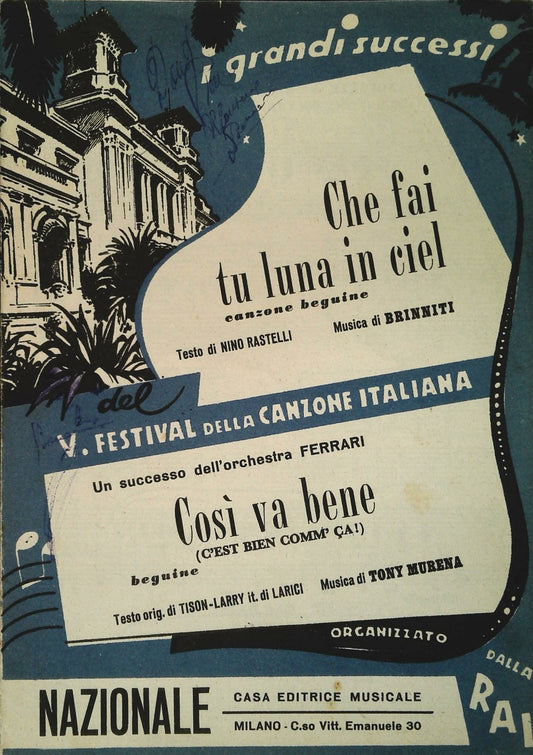 i grandi successi
Che fai
tu luna in ciel
canzone beguine
Testo di NINO RASTELLI
Musica di BRINNITI
del
V. FESTIVAL DELLA CANZONE ITALIANA
Un successo dell'orchestra FERRARI
Così va bene
(C'EST BIEN COMM' ÇA!)
beguine
Testo orig. di TISON-LARRY it. di LARICI
Musica di TONY MURENA
ORGANIZZATO
DALLA
RAI
NAZIONALE
CASA EDITRICE MUSICALE
MILANO - C.so Vitt. Emanuele 30